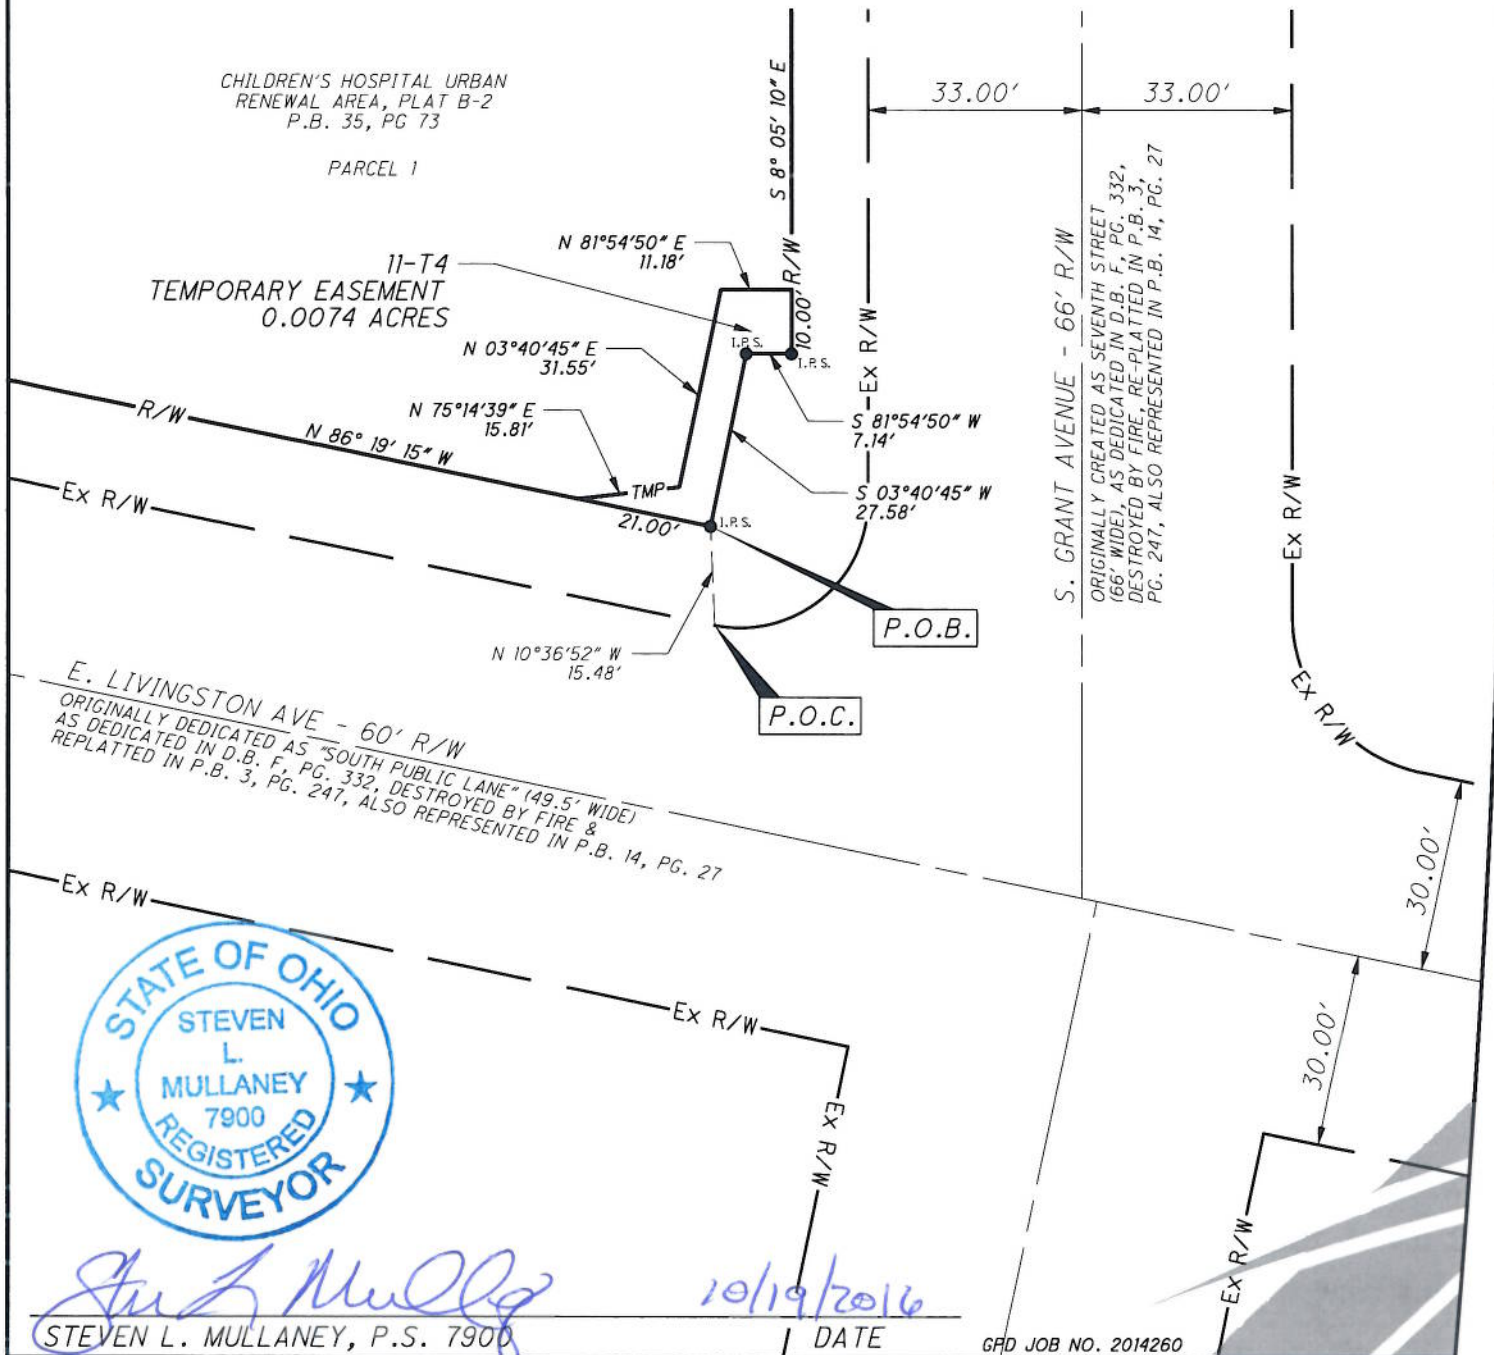 CHILDREN'S HOSPITAL URBAN
RENEWAL AREA, PLAT B-2
P.B. 35, PG 73
PARCEL 1
S 8° 05' 10" E
33.00'
33.00'
N 81°54'50" E
11.18'
11-T4
TEMPORARY EASEMENT
0.0074 ACRES
R/W
10.00'
I.P.S.
I.P.S.
Ex R/W
N 03°40'45" E
31.55'
N 75°14'39" E
15.81'
S 81°54'50" W
7.14'
S 03°40'45" W
27.58'
R/W
N 86° 19' 15" W
TMP
21.00'
I.P.S.
Ex R/W
P.O.B.
N 10°36'52" W
15.48'
P.O.C.
S. GRANT AVENUE - 66' R/W
ORIGINALLY CREATED AS SEVENTH STREET
(66' WIDE), AS DEDICATED IN D.B. F, PG. 332,
DESTROYED BY FIRE, RE-PLATTED IN P.B. 3,
PG. 247, ALSO REPRESENTED IN P.B. 14, PG. 27
Ex R/W
Ex R/W
E. LIVINGSTON AVE - 60' R/W
ORIGINALLY DEDICATED AS "SOUTH PUBLIC LANE" (49.5' WIDE)
AS DEDICATED IN D.B. F, PG. 332, DESTROYED BY FIRE &
REPLATTED IN P.B. 3, PG. 247, ALSO REPRESENTED IN P.B. 14, PG. 27
30.00'
30.00'
Ex R/W
Ex R/W
Ex R/W
Ex R/W
STATE OF OHIO
STEVEN
L.
MULLANEY
7900
REGISTERED
SURVEYOR
10/19/2016
STEVEN L. MULLANEY, P.S. 7900
DATE
GPD JOB NO. 2014260